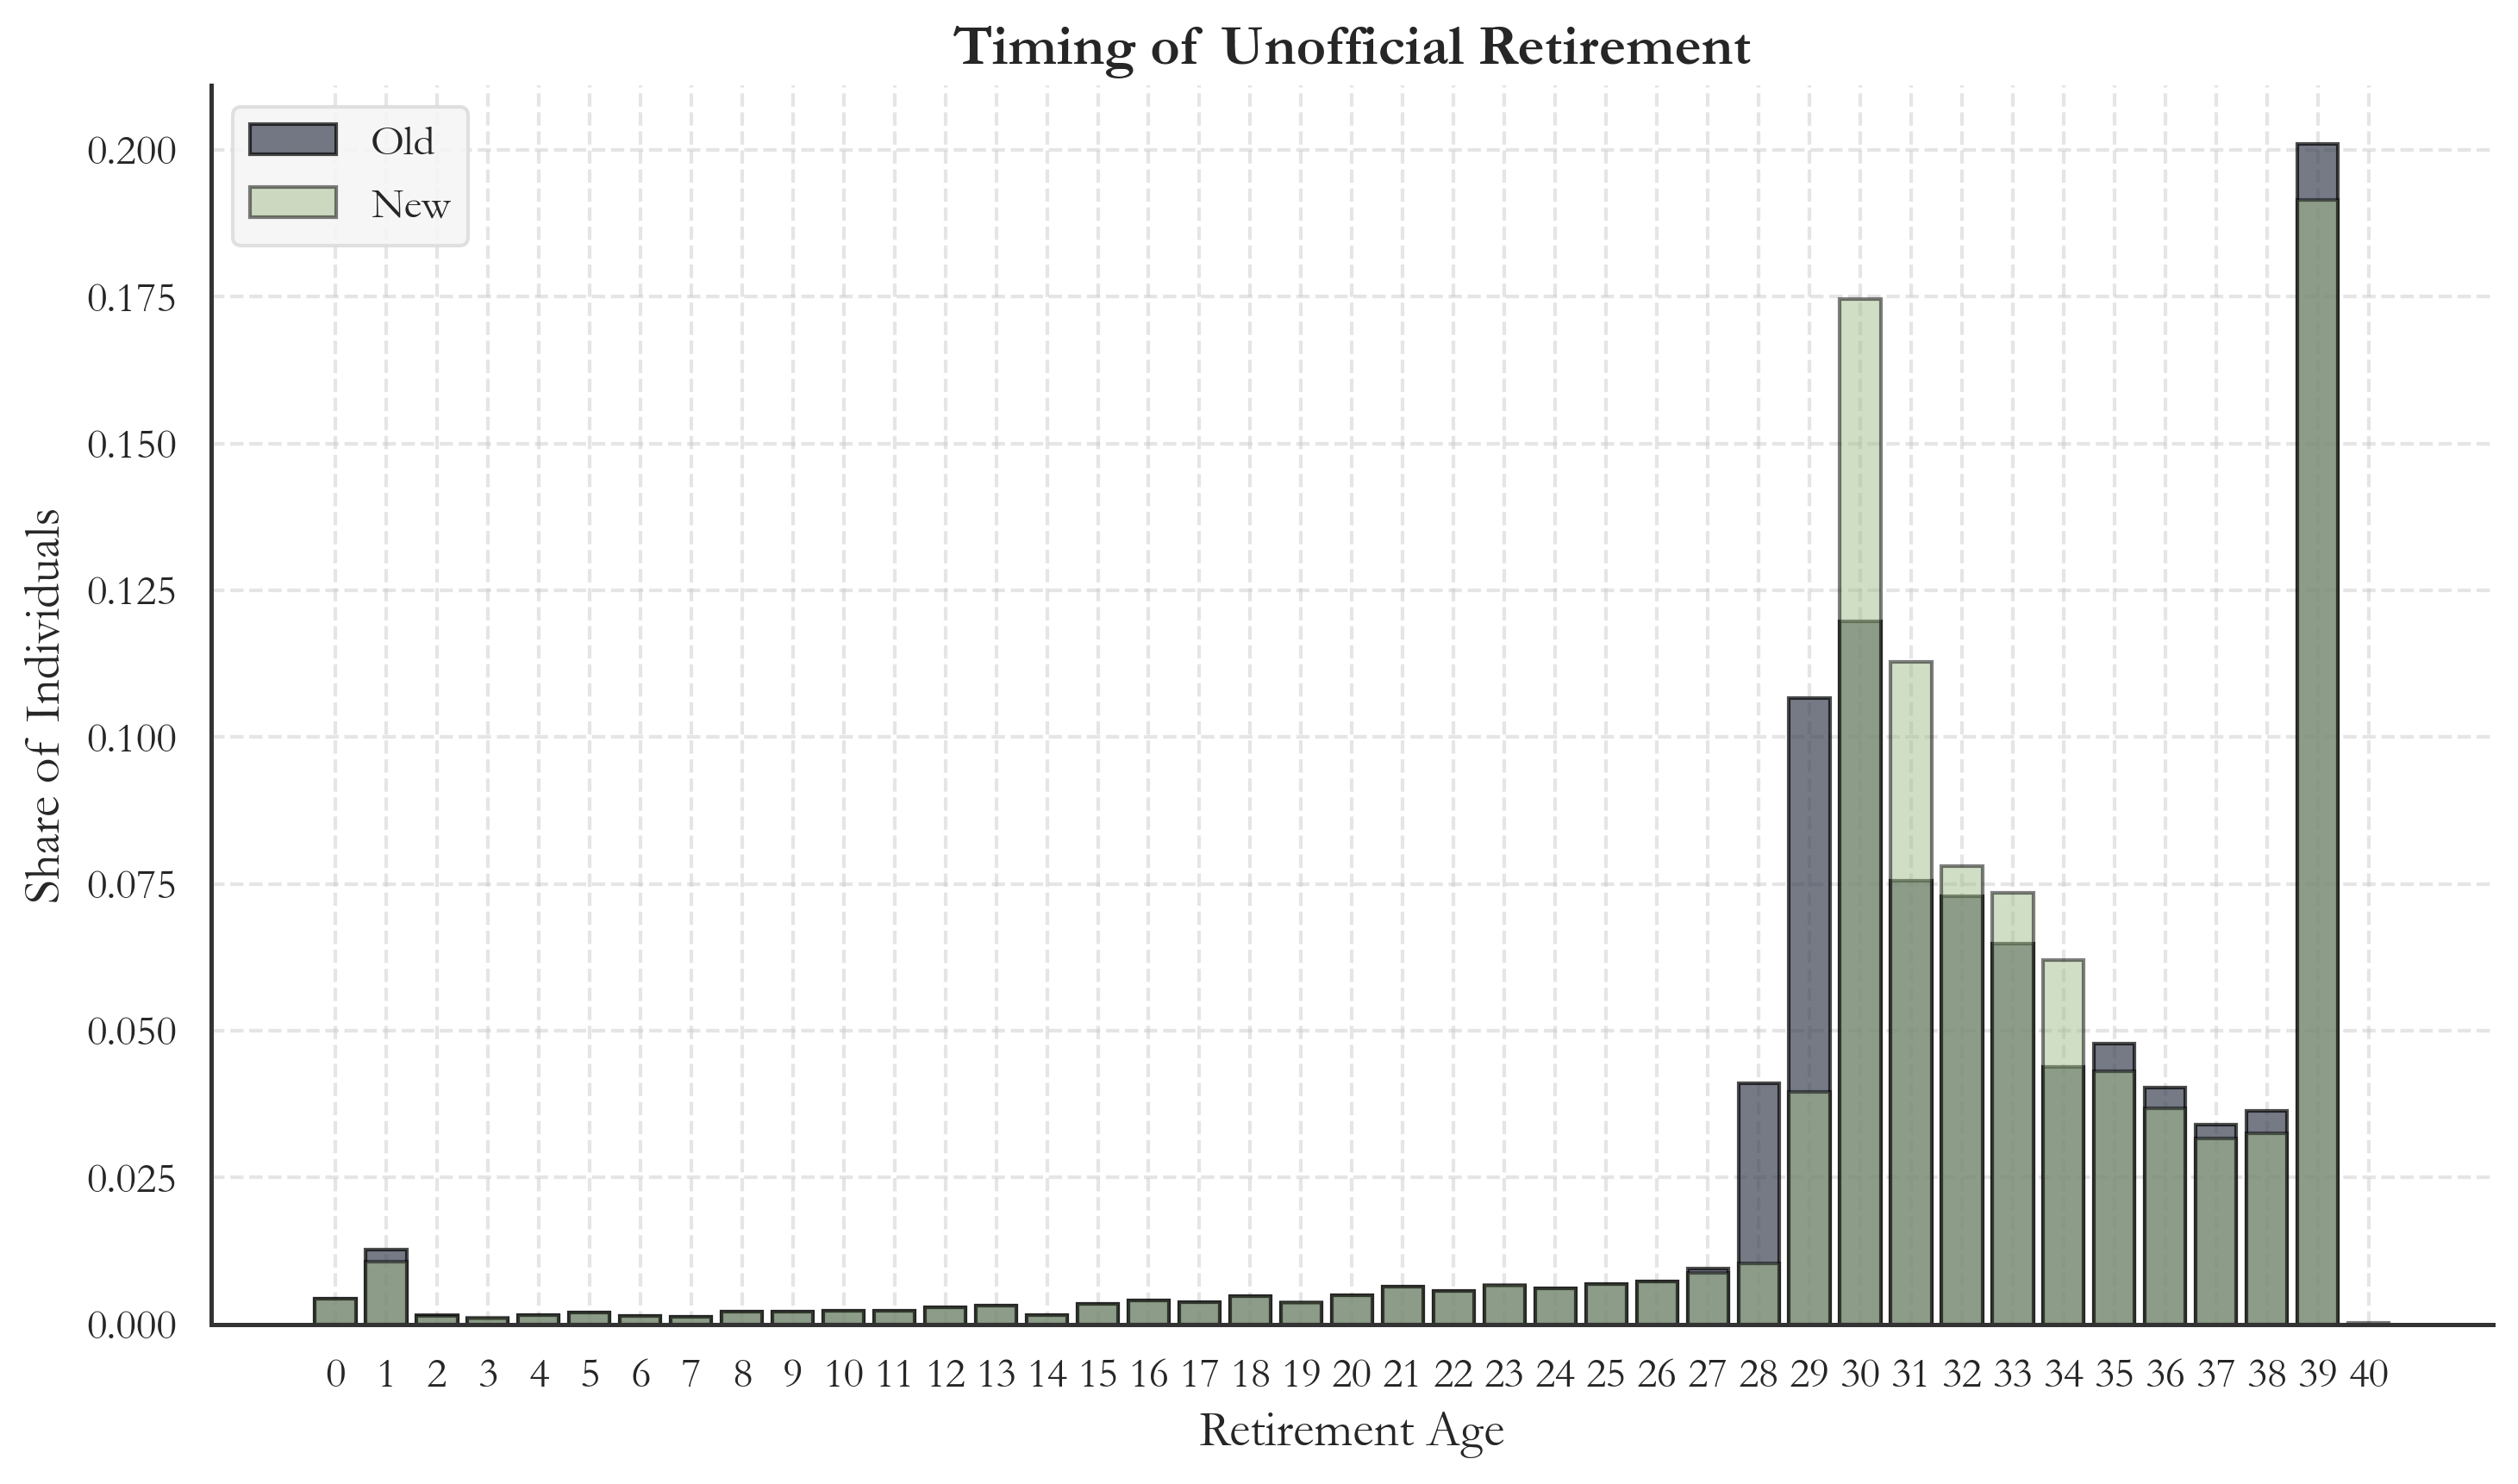 Timing of Unofficial Retirement
Old
New
Share of Individuals
0.200
0.175
0.150
0.125
0.100
0.075
0.050
0.025
0.000
0 1 2 3 4 5 6 7 8 9 10 11 12 13 14 15 16 17 18 19 20 21 22 23 24 25 26 27 28 29 30 31 32 33 34 35 36 37 38 39 40
Retirement Age